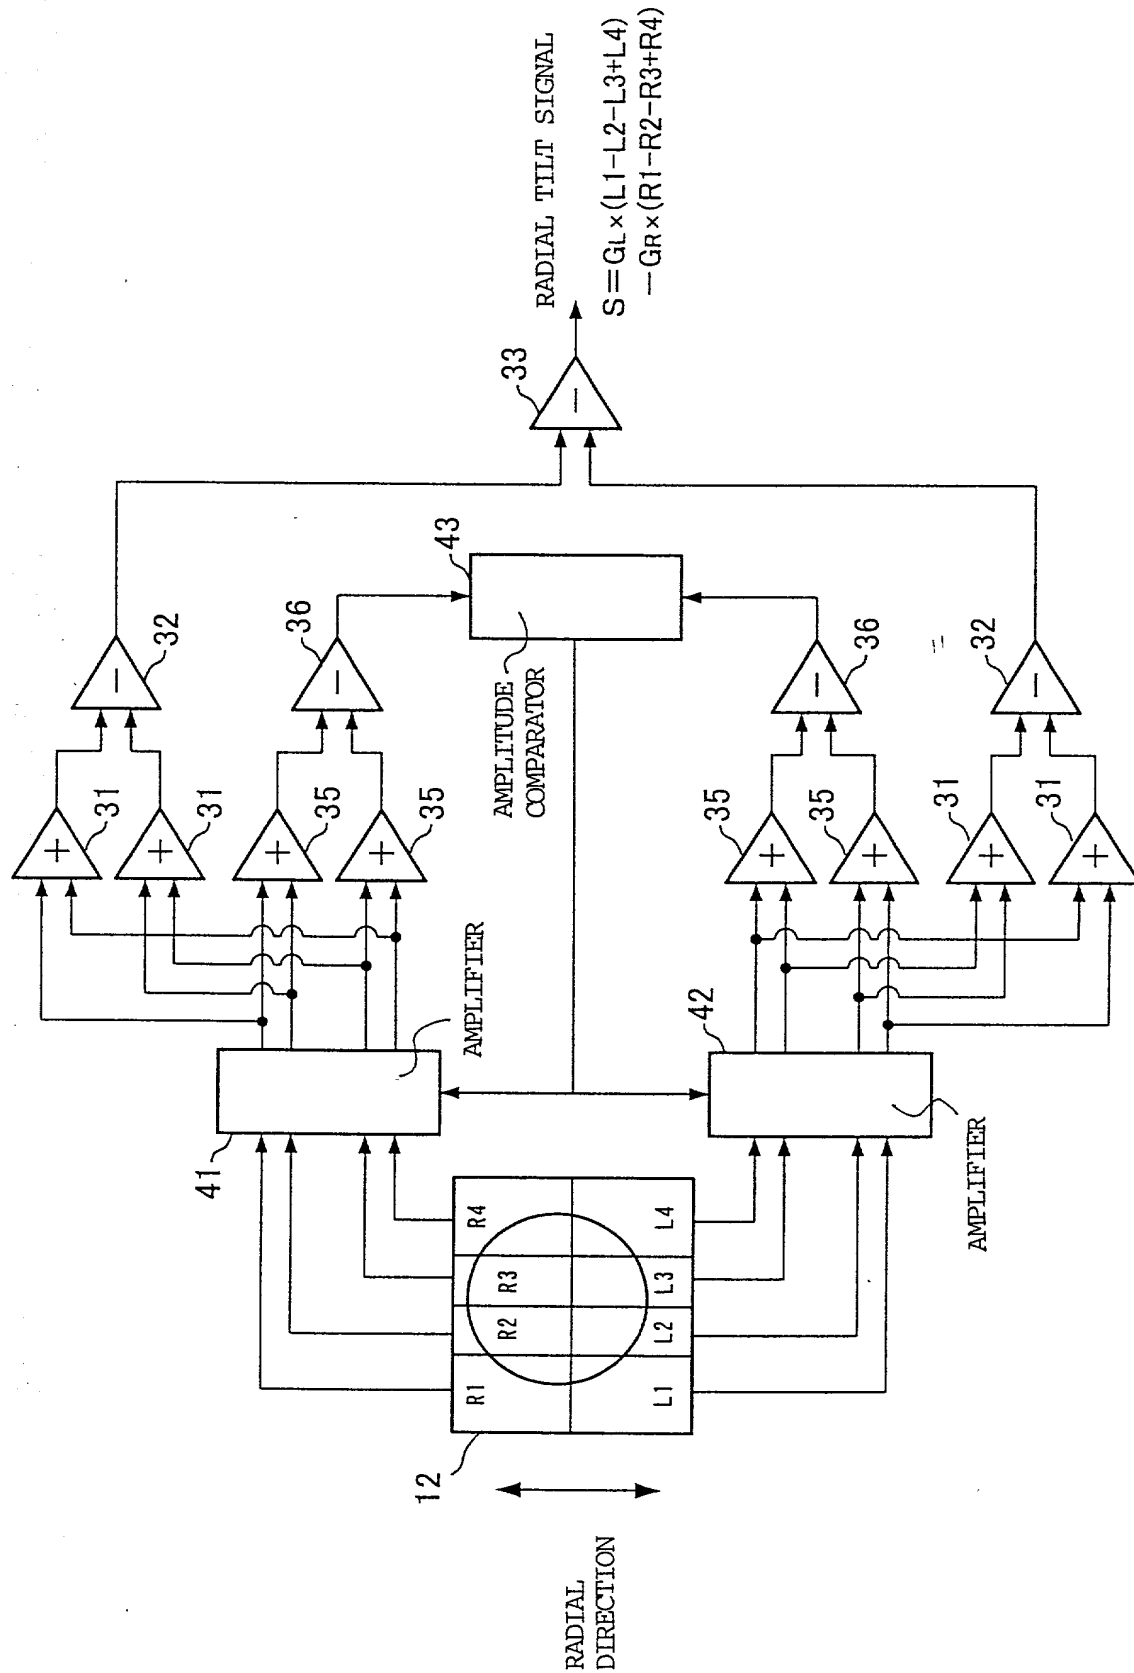 RADIAL
DIRECTION
12
R1
R2
R3
R4
L1
L2
L3
L4
41
AMPLIFIER
42
AMPLIFIER
+
31
+
31
+
35
+
35
+
35
+
35
+
31
+
31
−
32
−
36
−
36
−
32
AMPLITUDE
COMPARATOR
43
−
33
RADIAL TILT SIGNAL
S=GL×(L1−L2−L3+L4)
−GR×(R1−R2−R3+R4)